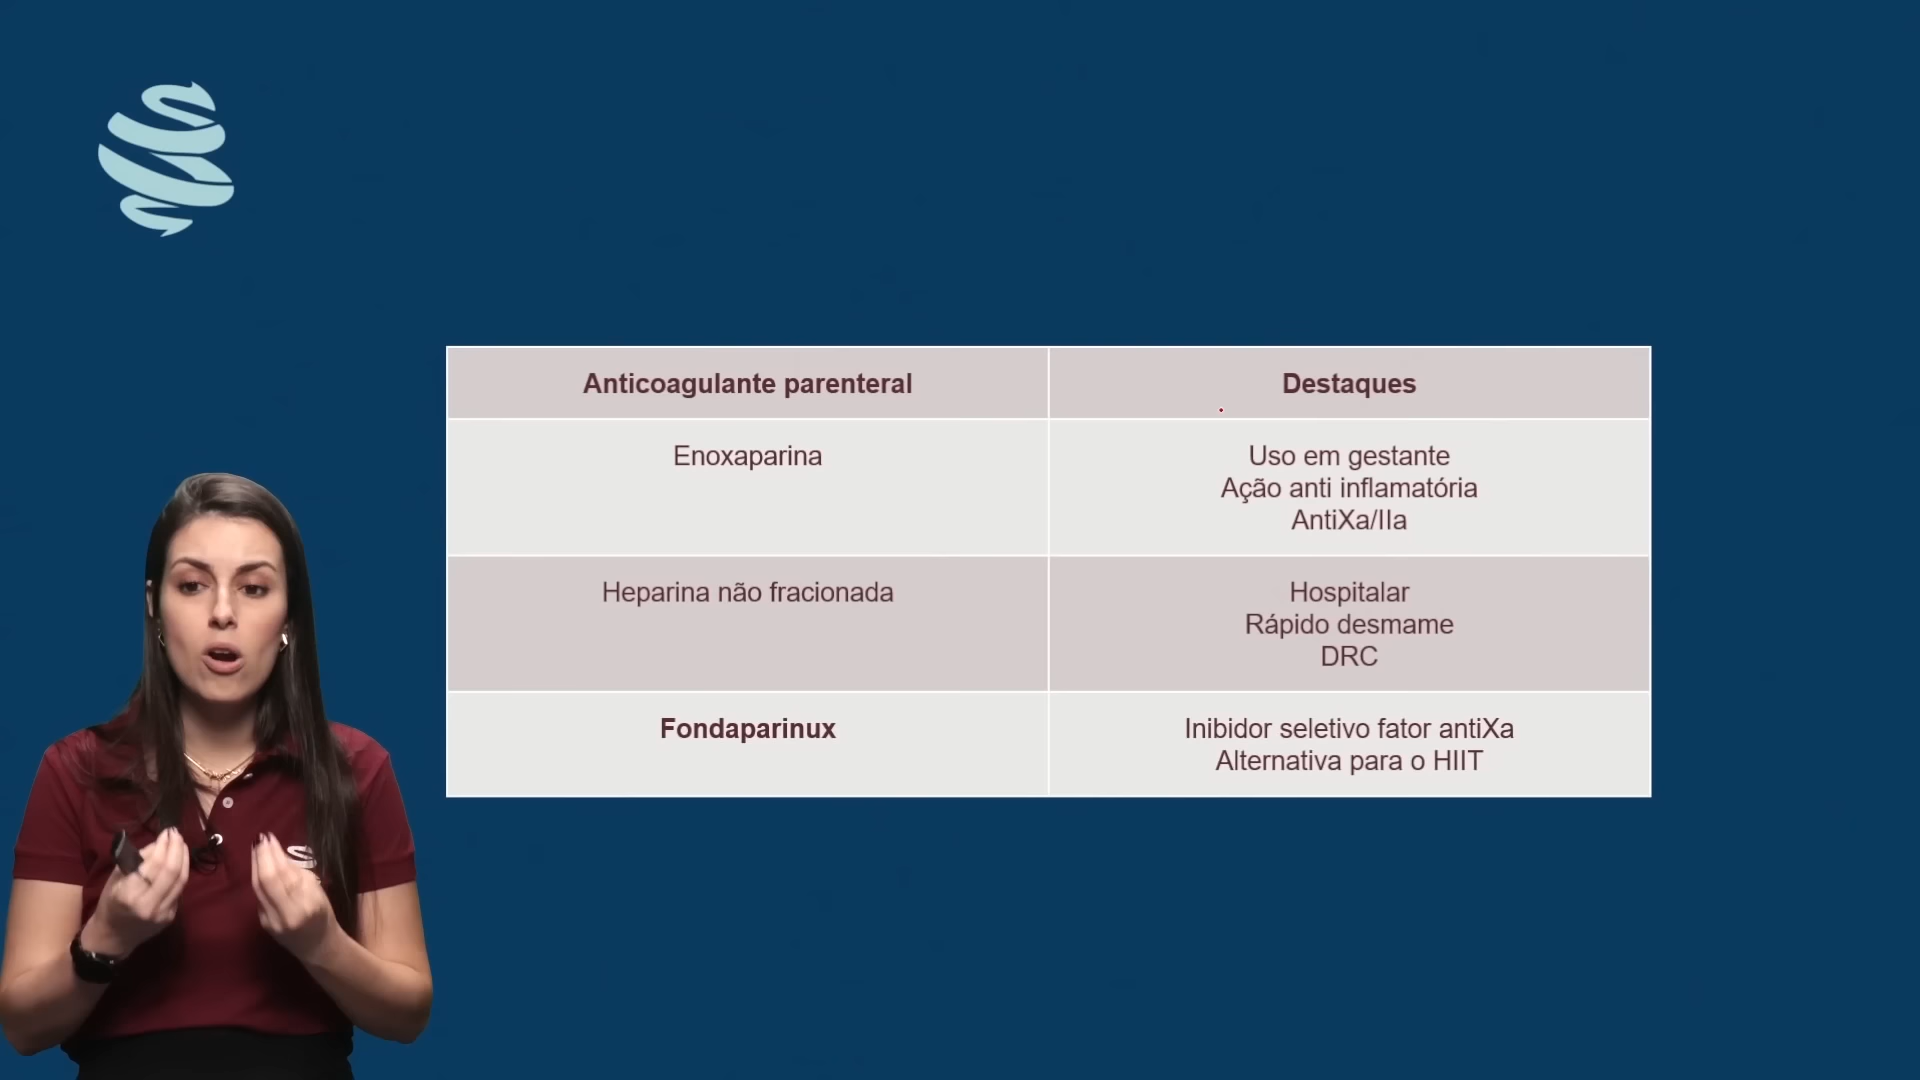 Anticoagulante parenteral
Destaques
Enoxaparina
Uso em gestante
Ação anti inflamatória
AntiXa/IIa
Heparina não fracionada
Hospitalar
Rápido desmame
DRC
Fondaparinux
Inibidor seletivo fator antiXa
Alternativa para o HIIT